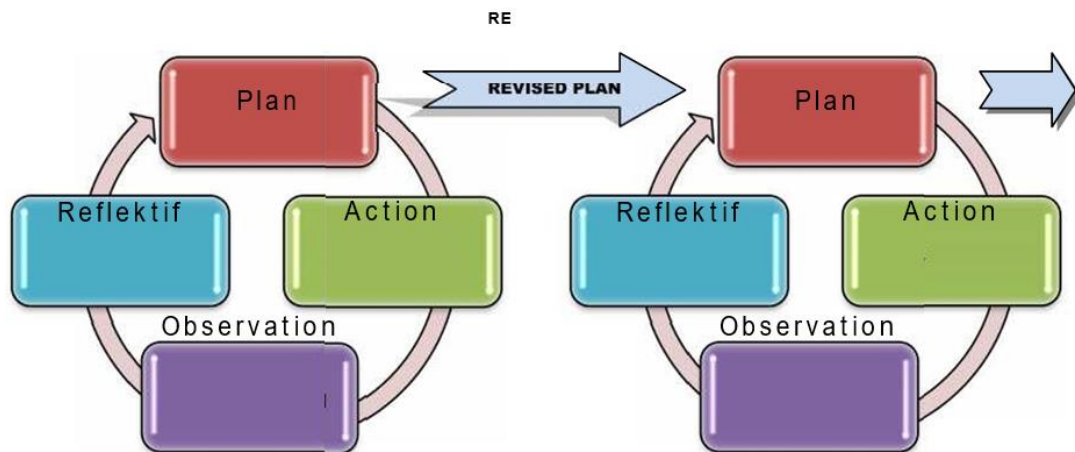 RE
REVISED PLAN
Plan
Plan
Reflektif
Action
Reflektif
Action
Observation
Observation